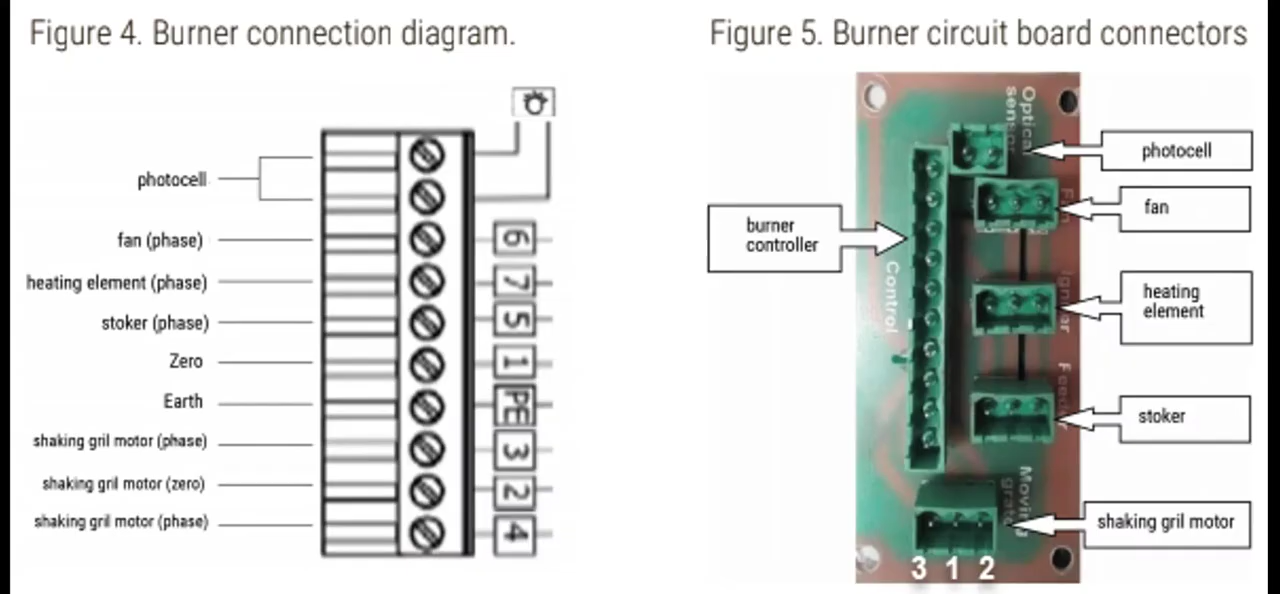 Figure 4. Burner connection diagram.
photocell
fan (phase)
heating element (phase)
stoker (phase)
Zero
Earth
shaking gril motor (phase)
shaking gril motor (zero)
shaking gril motor (phase)
6
7
5
1
PE
3
2
4
Figure 5. Burner circuit board connectors
burner
controller
photocell
fan
heating
element
stoker
shaking gril motor
Optical
sensor
Control
Feeder
Moving
grate
3 1 2